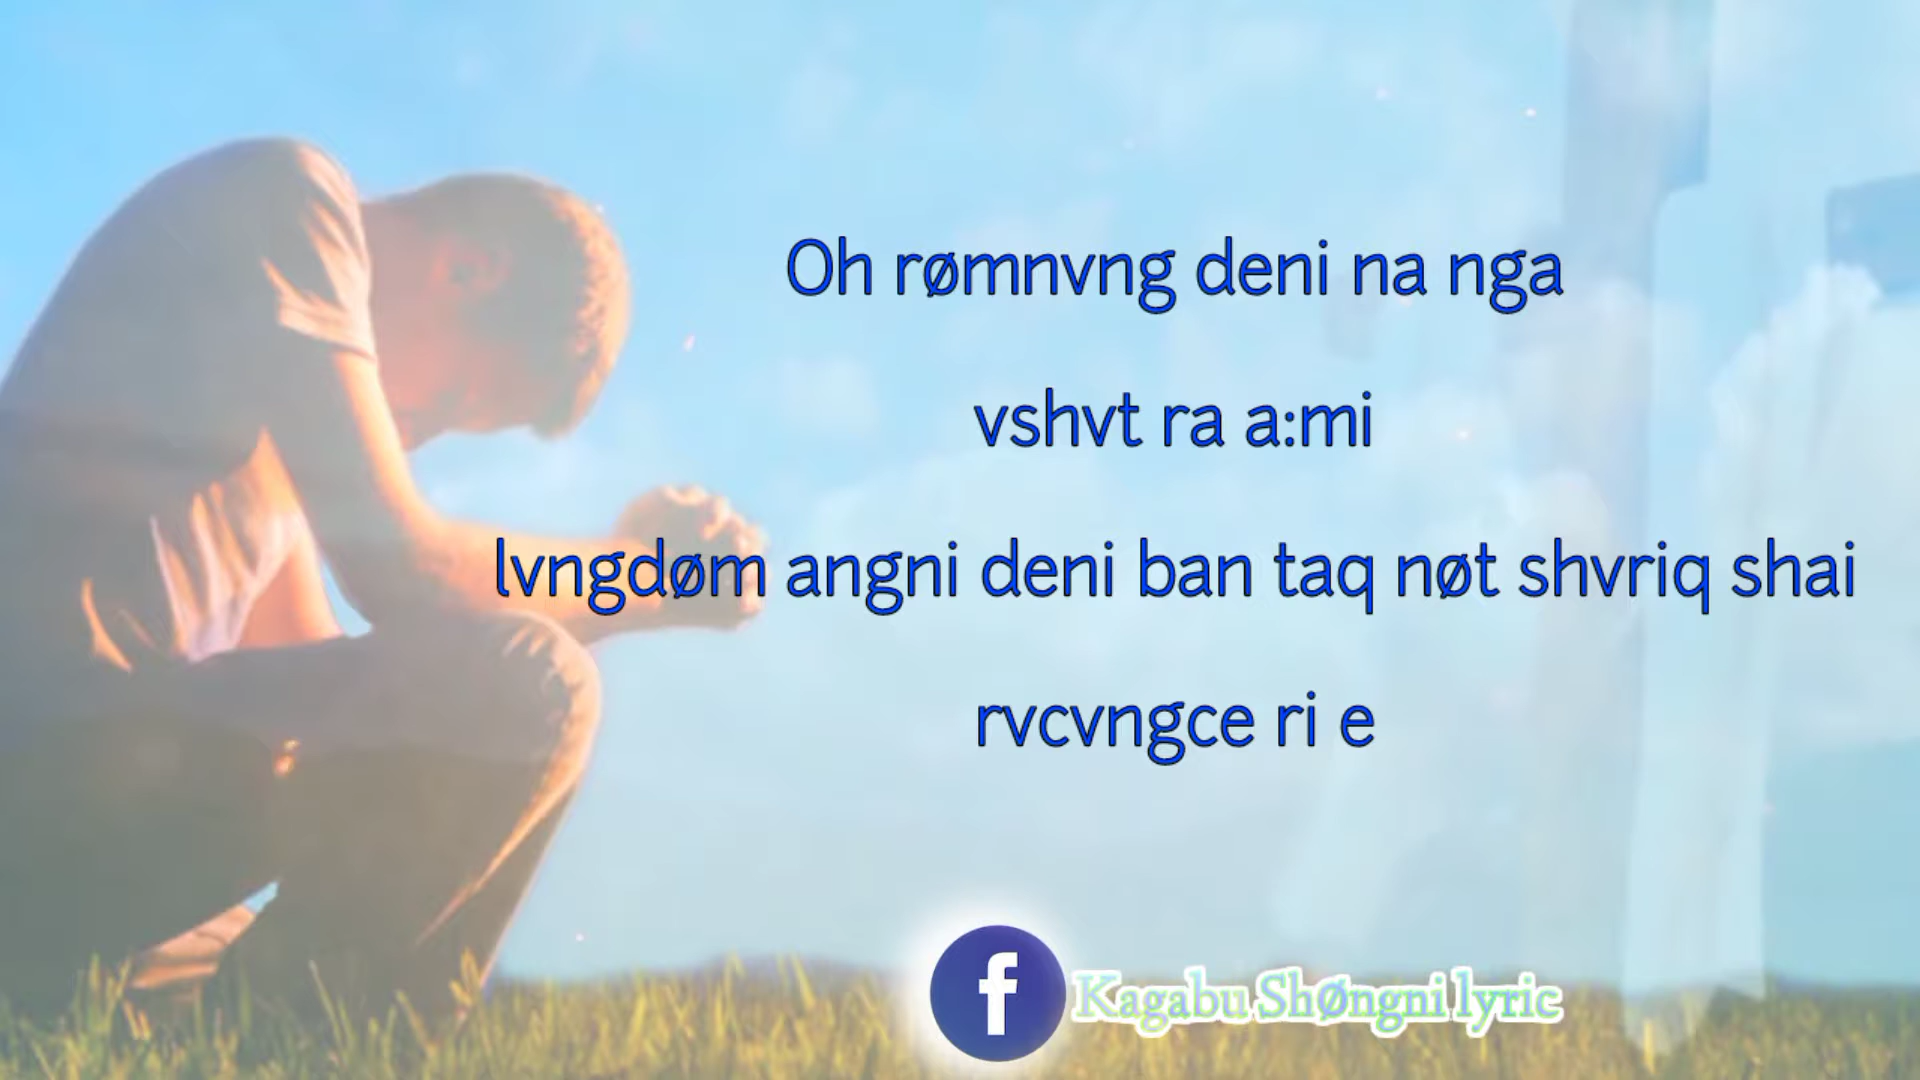 Oh rømnvng deni na nga
vshvt ra a:mi
lvngdøm angni deni ban taq nøt shvriq shai
rvcvngce ri e
f
Kagabu Shøngni lyric